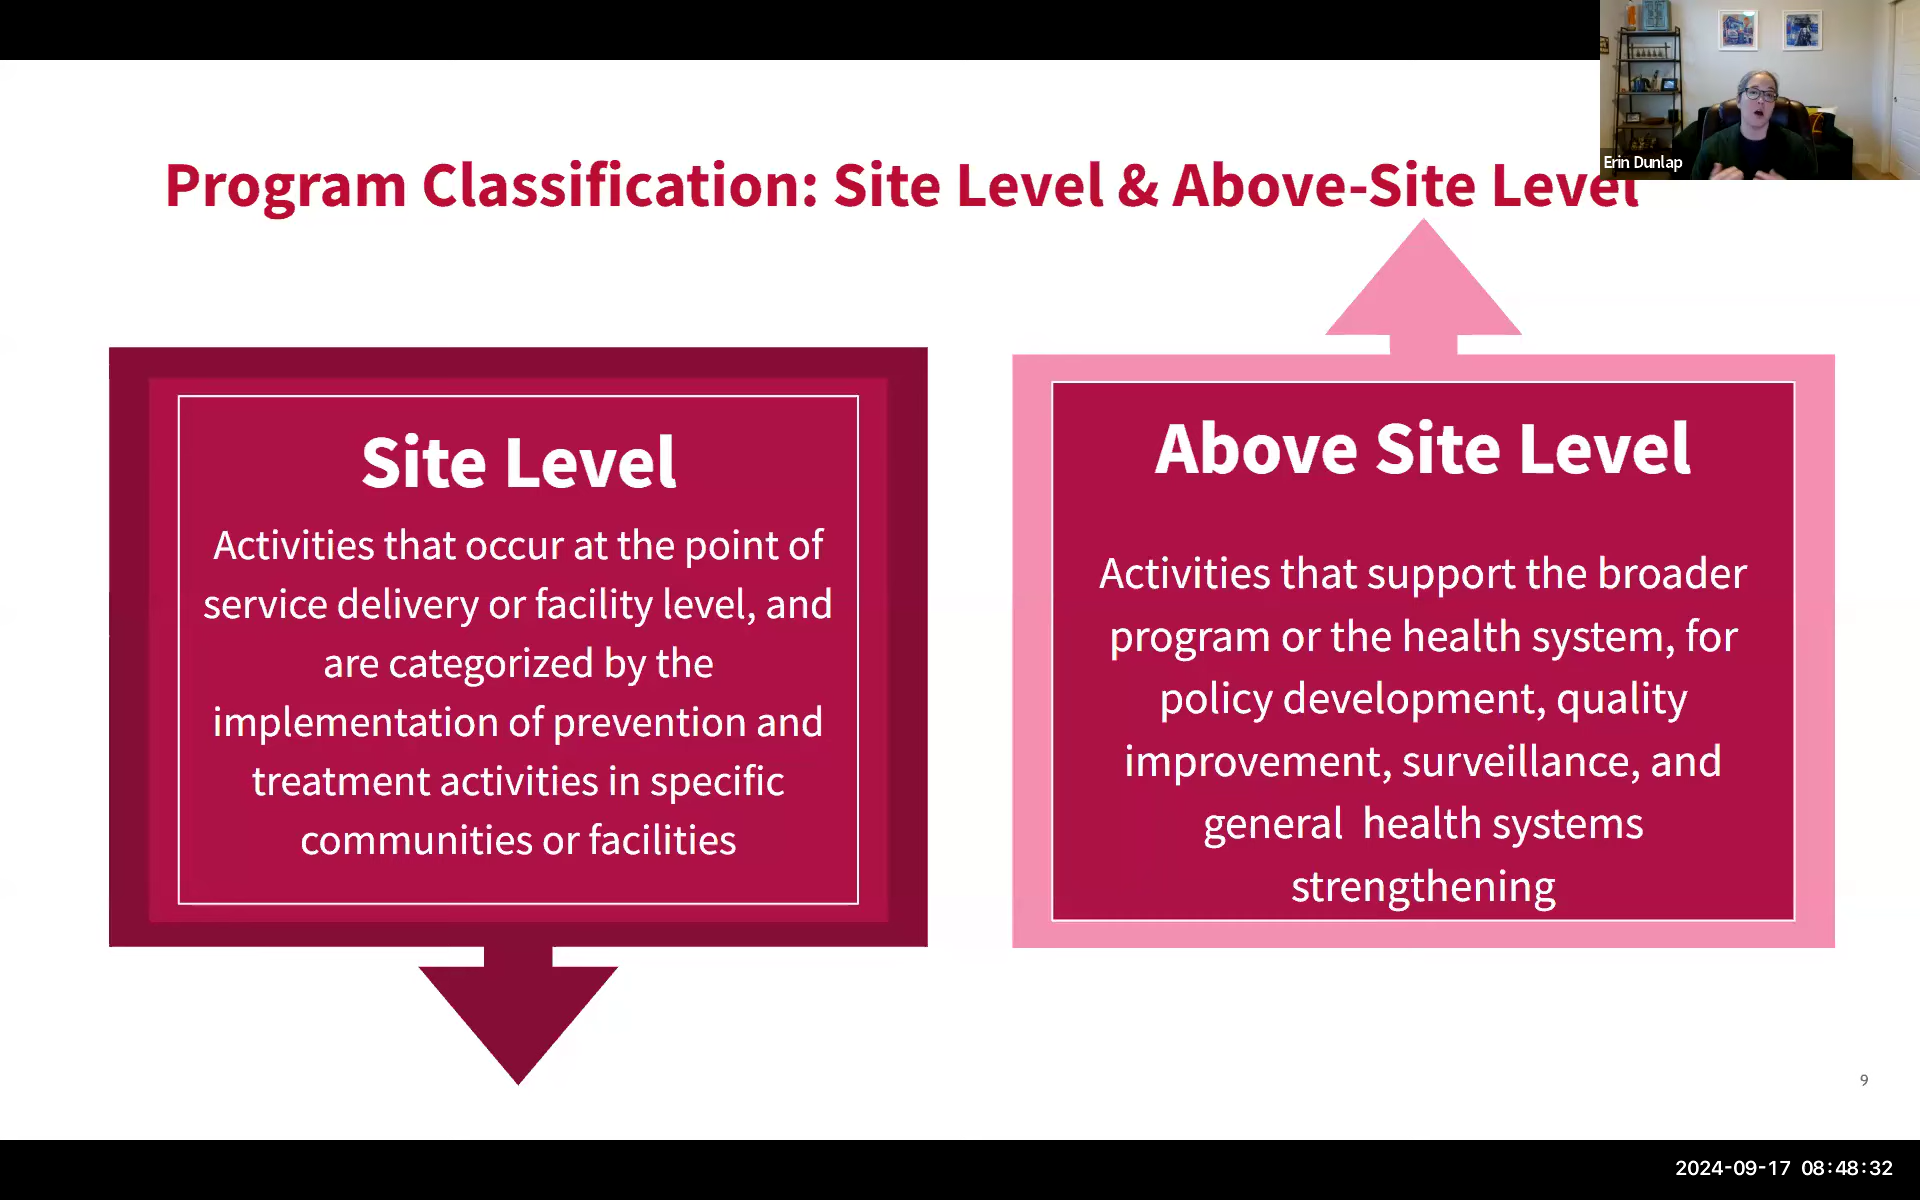 Erin Dunlap
Program Classification: Site Level & Above-Site Level
Site Level
Activities that occur at the point of
service delivery or facility level, and
are categorized by the
implementation of prevention and
treatment activities in specific
communities or facilities
Above Site Level
Activities that support the broader
program or the health system, for
policy development, quality
improvement, surveillance, and
general  health systems
strengthening
9
2024-09-17 08:48:32